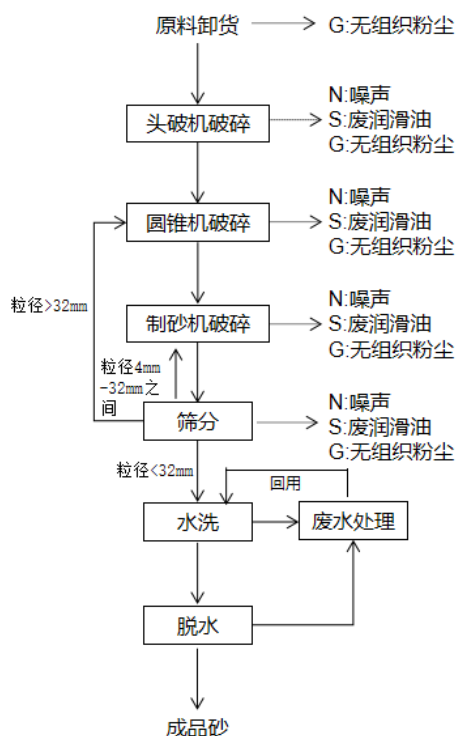 原料卸货
G:无组织粉尘
头破机破碎
N:噪声
S:废润滑油
G:无组织粉尘
圆锥机破碎
N:噪声
S:废润滑油
G:无组织粉尘
粒径>32mm
制砂机破碎
N:噪声
S:废润滑油
G:无组织粉尘
粒径4mm
-32mm之
间
筛分
N:噪声
S:废润滑油
G:无组织粉尘
粒径<32mm
回用
水洗
废水处理
脱水
成品砂